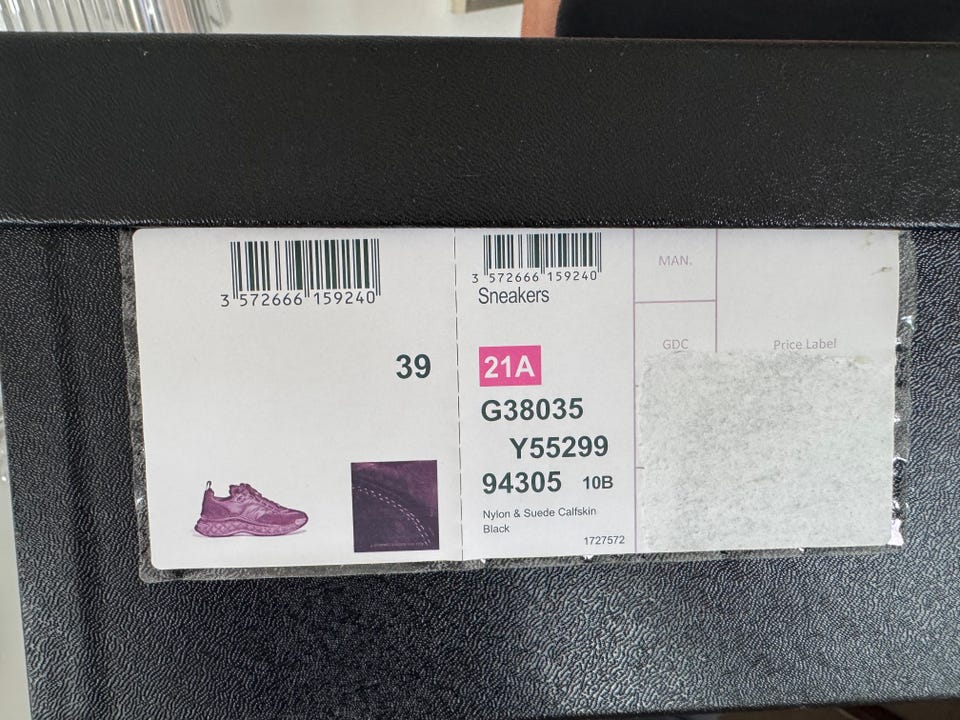 3 572666 159240
39
3 572666 159240
Sneakers
21A
G38035
Y55299
94305 10B
Nylon & Suede Calfskin
Black
1727572
MAN.
GDC
Price Label